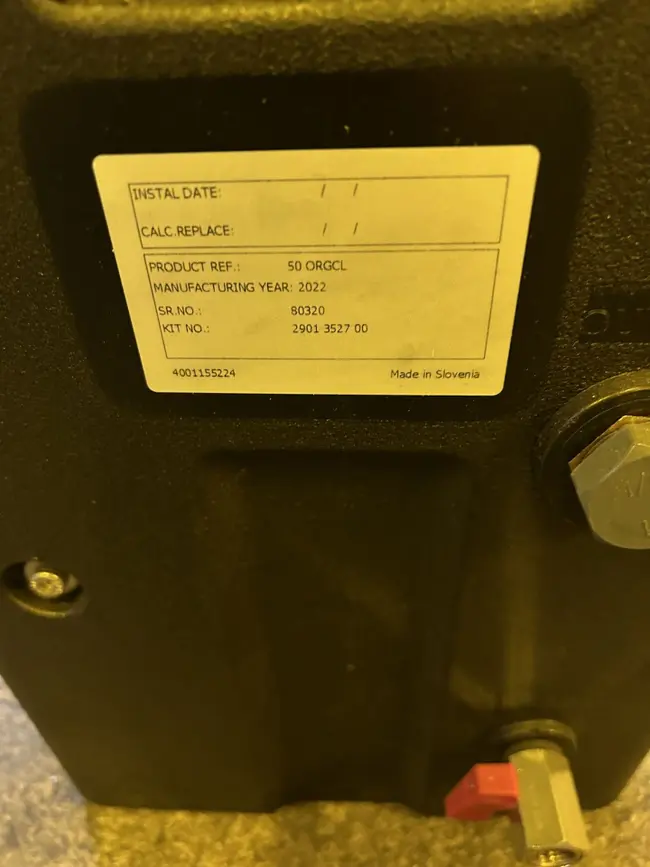 INSTAL DATE: / /
CALC.REPLACE: / /
PRODUCT REF.: 50 ORGCL
MANUFACTURING YEAR: 2022
SR.NO.: 80320
KIT NO.: 2901 3527 00
4001155224 Made in Slovenia